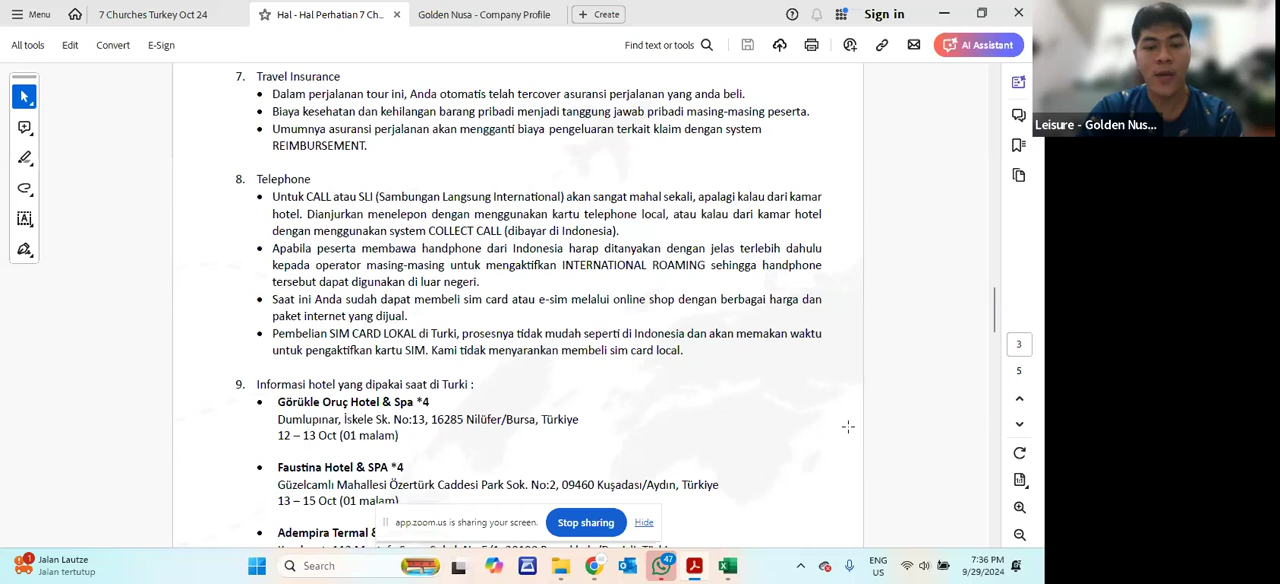 Menu
7 Churches Turkey Oct 24
Hal - Hal Perhatian 7 Ch...
Golden Nusa - Company Profile
Create
Sign in
All tools
Edit
Convert
E-Sign
Find text or tools
AI Assistant
7. Travel Insurance
• Dalam perjalanan tour ini, Anda otomatis telah tercover asuransi perjalanan yang anda beli.
• Biaya kesehatan dan kehilangan barang pribadi menjadi tanggung jawab pribadi masing-masing peserta.
• Umumnya asuransi perjalanan akan mengganti biaya pengeluaran terkait klaim dengan system
REIMBURSEMENT.
8. Telephone
• Untuk CALL atau SLI (Sambungan Langsung International) akan sangat mahal sekali, apalagi kalau dari kamar
hotel. Dianjurkan menelepon dengan menggunakan kartu telephone local, atau kalau dari kamar hotel
dengan menggunakan system COLLECT CALL (dibayar di Indonesia).
• Apabila peserta membawa handphone dari Indonesia harap ditanyakan dengan jelas terlebih dahulu
kepada operator masing-masing untuk mengaktifkan INTERNATIONAL ROAMING sehingga handphone
tersebut dapat digunakan di luar negeri.
• Saat ini Anda sudah dapat membeli sim card atau e-sim melalui online shop dengan berbagai harga dan
paket internet yang dijual.
• Pembelian SIM CARD LOKAL di Turki, prosesnya tidak mudah seperti di Indonesia dan akan memakan waktu
untuk pengaktifkan kartu SIM. Kami tidak menyarankan membeli sim card local.
9. Informasi hotel yang dipakai saat di Turki :
• Görükle Oruç Hotel & Spa *4
Dumlupınar, İskele Sk. No:13, 16285 Nilüfer/Bursa, Türkiye
12 – 13 Oct (01 malam)
• Faustina Hotel & SPA *4
Güzelcamlı Mahallesi Özertürk Caddesi Park Sok. No:2, 09460 Kuşadası/Aydın, Türkiye
13 – 15 Oct (01 malam)
• Adempira Termal &
Leisure - Golden Nus...
3
5
app.zoom.us is sharing your screen.
Stop sharing
Hide
1
Jalan Lautze
Jalan tertutup
Search
47
ENG
US
7:36 PM
9/29/2024